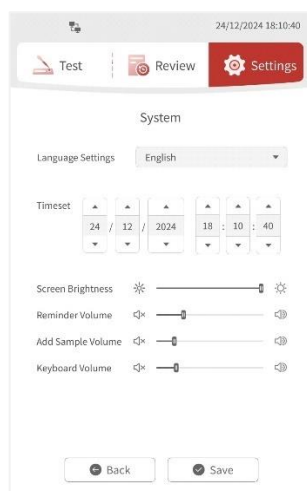 24/12/2024 18:10:40
Test Review Settings
System
Language Settings English
Timeset 24 / 12 / 2024 18 : 10 : 40
Screen Brightness
Reminder Volume
Add Sample Volume
Keyboard Volume
Back Save